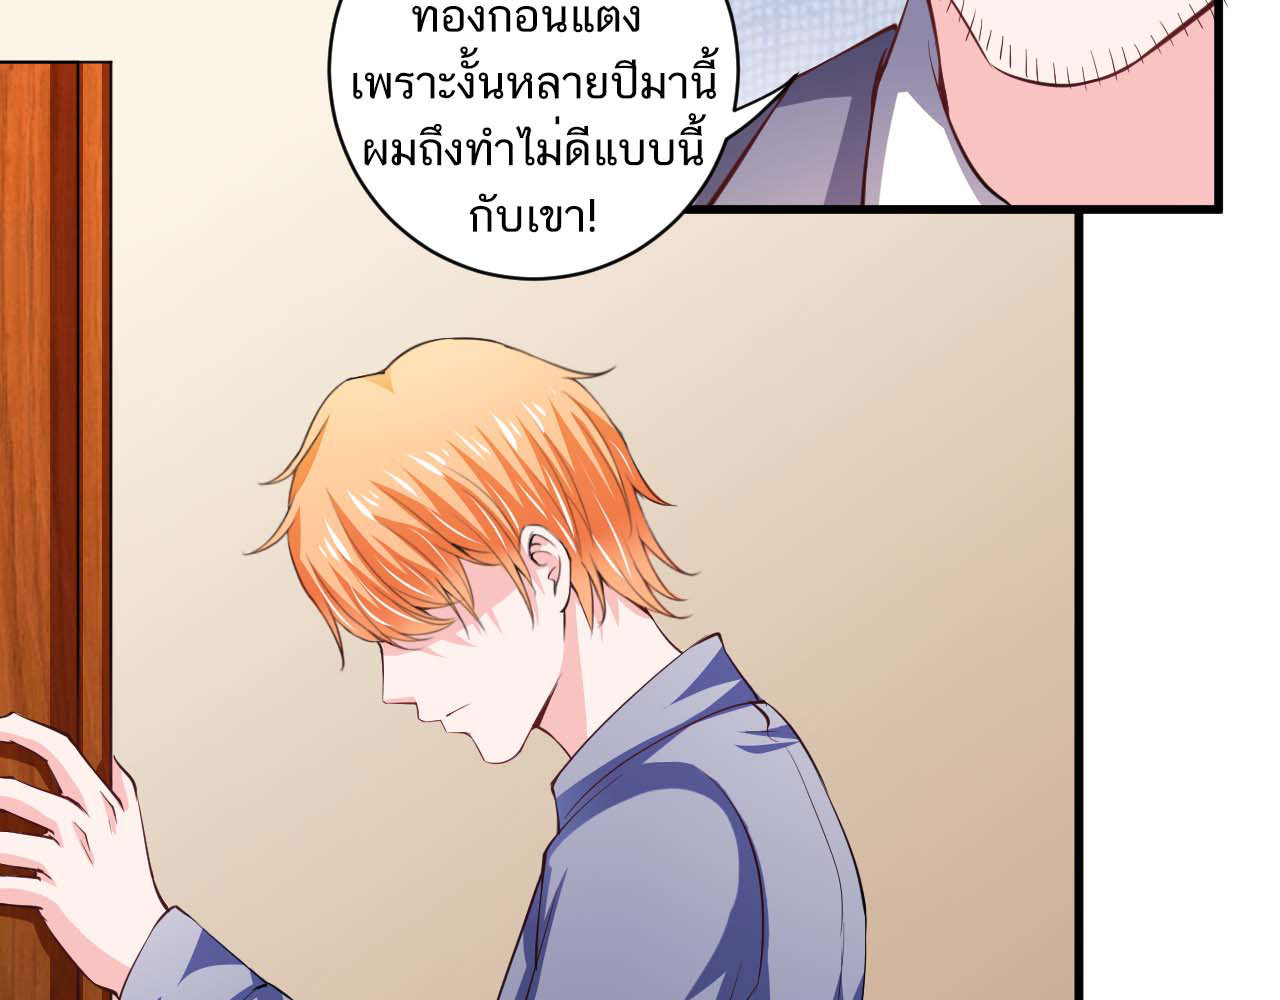 ท้องก่อนแต่ง
เพราะงั้นหลายปีมานี้
ผมถึงทำไม่ดีแบบนี้
กับเขา!